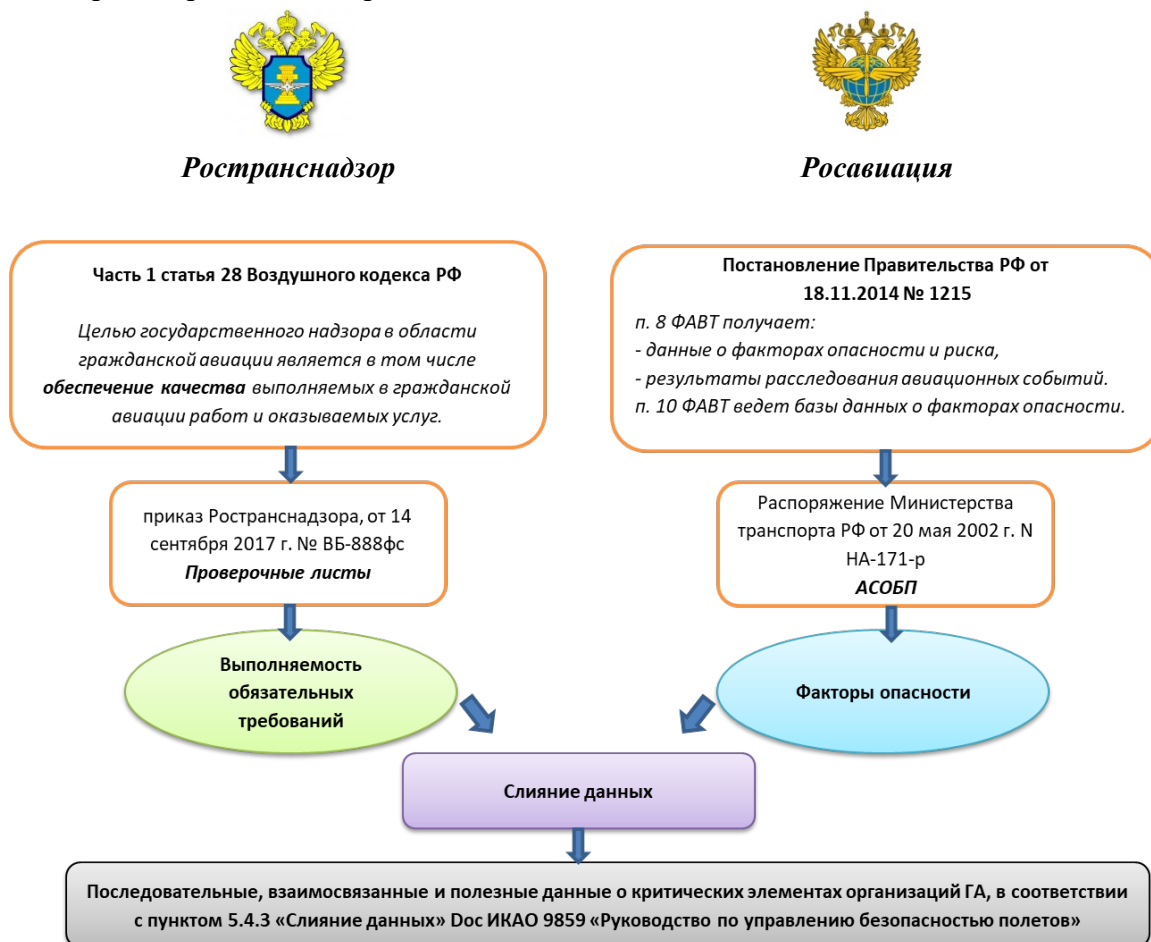 Ространснадзор
Росавиация
Часть 1 статья 28 Воздушного кодекса РФ
Целью государственного надзора в области
гражданской авиации является в том числе
обеспечение качества выполняемых в гражданской
авиации работ и оказываемых услуг.
Постановление Правительства РФ от
18.11.2014 № 1215
п. 8 ФАВТ получает:
- данные о факторах опасности и риска,
- результаты расследования авиационных событий.
п. 10 ФАВТ ведет базы данных о факторах опасности.
приказ Ространснадзора, от 14
сентября 2017 г. № ВБ-888фс
Проверочные листы
Распоряжение Министерства
транспорта РФ от 20 мая 2002 г. N
НА-171-р
АСОБП
Выполняемость
обязательных
требований
Факторы опасности
Слияние данных
Последовательные, взаимосвязанные и полезные данные о критических элементах организаций ГА, в соответствии
с пунктом 5.4.3 «Слияние данных» Doc ИКАО 9859 «Руководство по управлению безопасностью полетов»